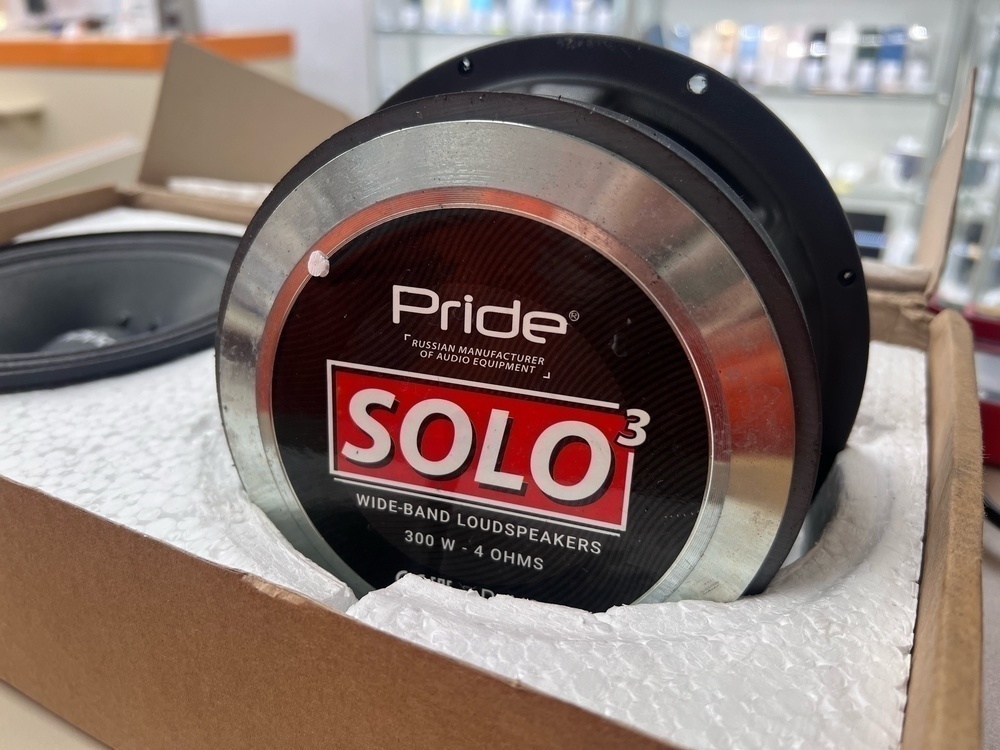 Pride®
RUSSIAN MANUFACTURER
OF AUDIO EQUIPMENT
SOLO³
WIDE-BAND LOUDSPEAKERS
300 W - 4 OHMS